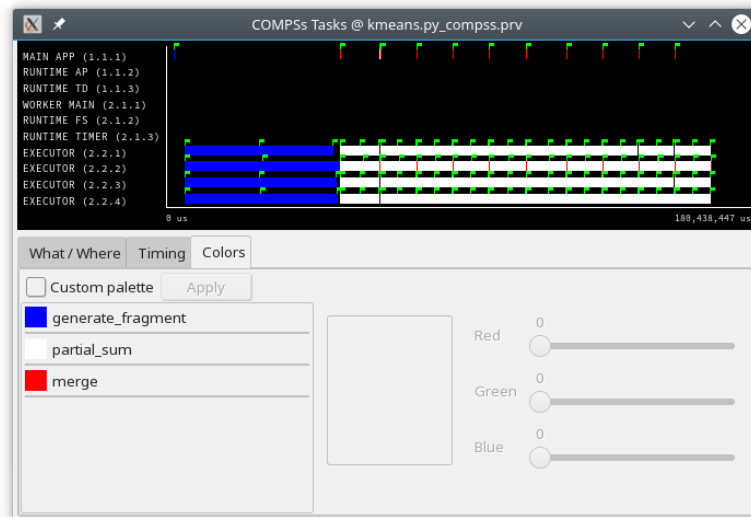 COMPSs Tasks @ kmeans.py_compss.prv
MAIN APP (1.1.1)
RUNTIME AP (1.1.2)
RUNTIME TD (1.1.3)
WORKER MAIN (2.1.1)
RUNTIME FS (2.1.2)
RUNTIME TIMER (2.1.3)
EXECUTOR (2.2.1)
EXECUTOR (2.2.2)
EXECUTOR (2.2.3)
EXECUTOR (2.2.4)
0 us 180,438,447 us
What / Where Timing Colors
Custom palette Apply
generate_fragment
partial_sum
merge
0
Red
0
Green
0
Blue